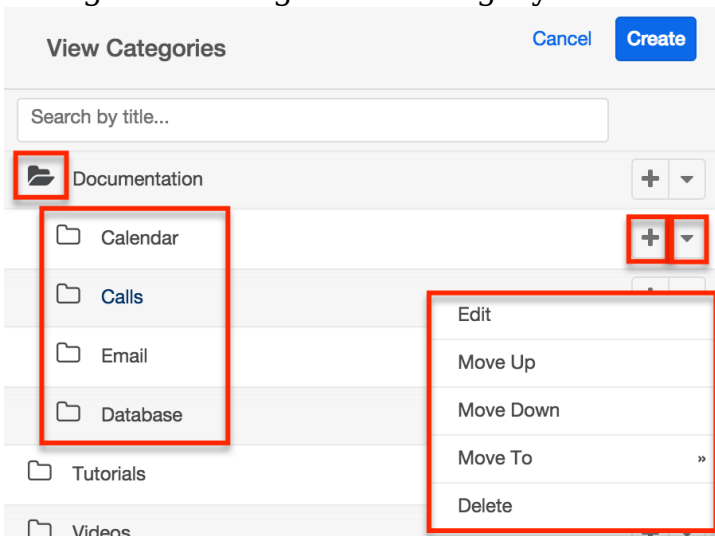 View Categories Cancel Create
Search by title...
Documentation
Calendar
Calls
Edit
Email
Move Up
Database
Move Down
Move To »
Tutorials
Delete
Videos